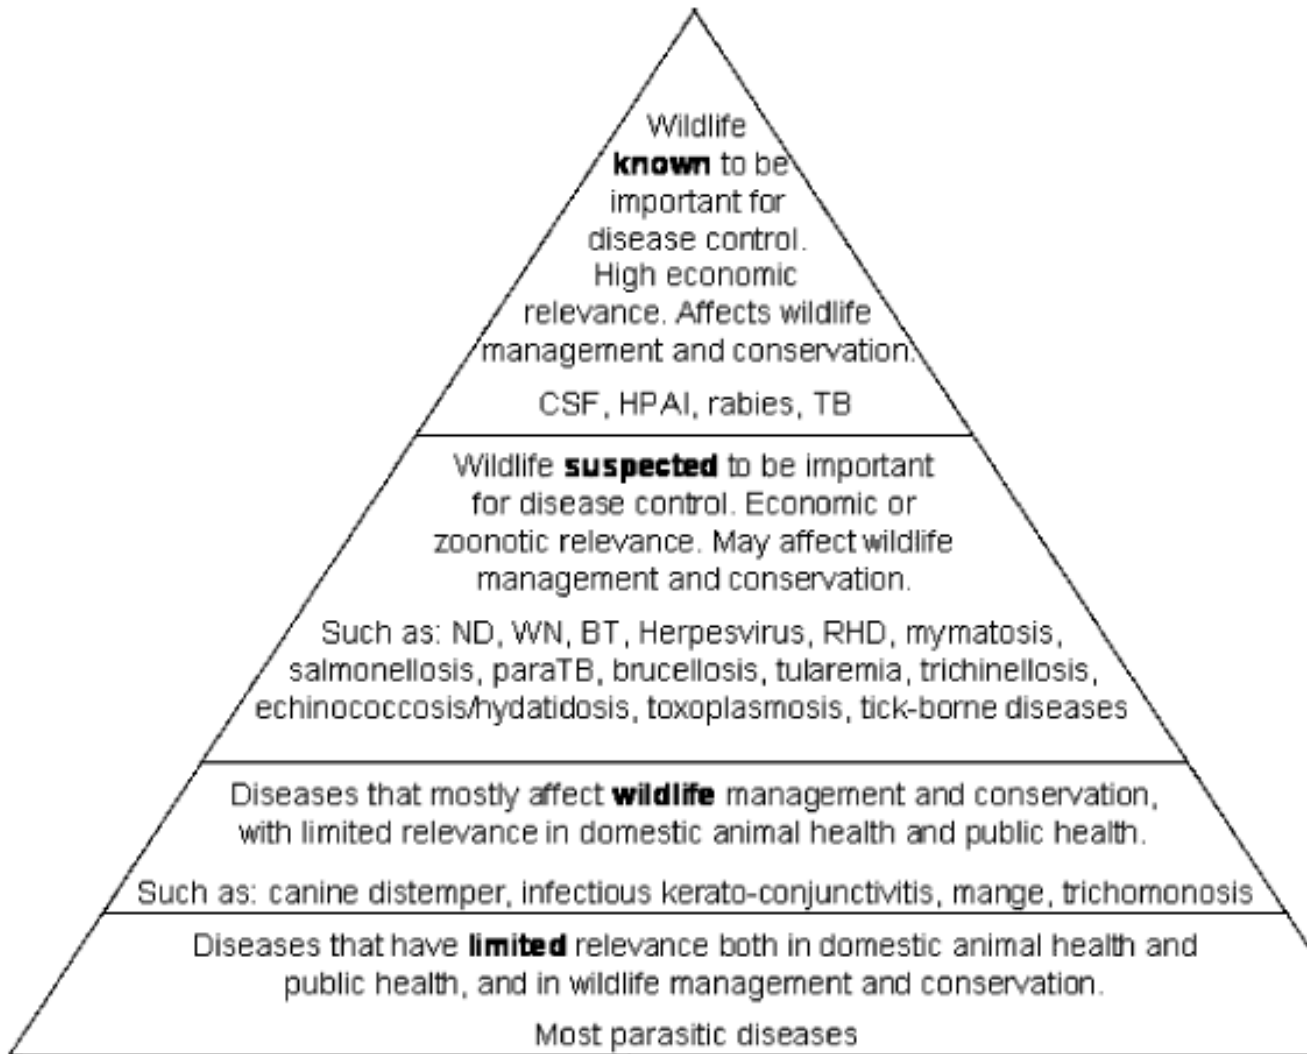 Wildlife
known to be
important for
disease control.
High economic
relevance. Affects wildlife
management and conservation.
CSF, HPAI, rabies, TB
Wildlife suspected to be important
for disease control. Economic or
zoonotic relevance. May affect wildlife
management and conservation.
Such as: ND, WN, BT, Herpesvirus, RHD, mymatosis,
salmonellosis, paraTB, brucellosis, tularemia, trichinellosis,
echinococcosis/hydatidosis, toxoplasmosis, tick-borne diseases
Diseases that mostly affect wildlife management and conservation,
with limited relevance in domestic animal health and public health.
Such as: canine distemper, infectious kerato-conjunctivitis, mange, trichomonosis
Diseases that have limited relevance both in domestic animal health and
public health, and in wildlife management and conservation.
Most parasitic diseases